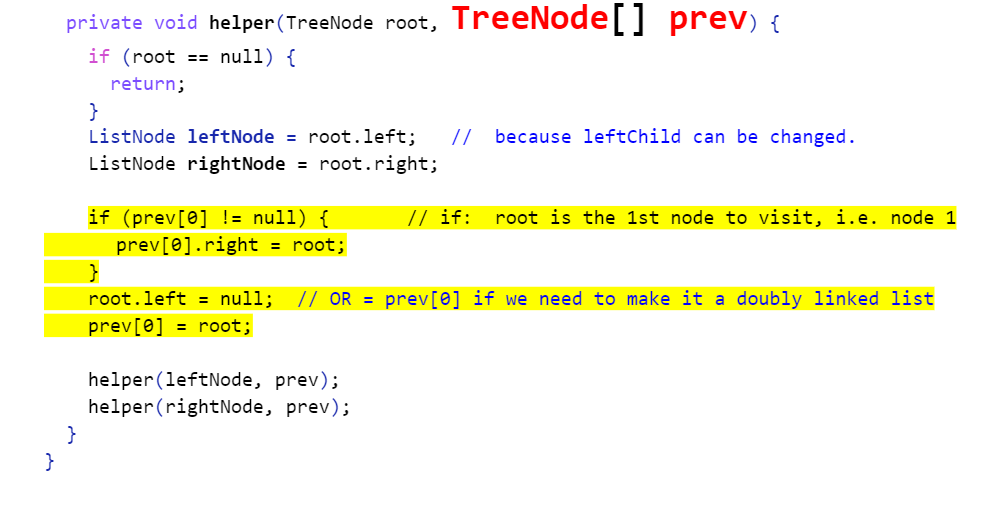 private void helper(TreeNode root, TreeNode[] prev) {
if (root == null) {
return;
}
ListNode leftNode = root.left;   //  because leftChild can be changed.
ListNode rightNode = root.right;
if (prev[0] != null) {       // if:  root is the 1st node to visit, i.e. node 1
prev[0].right = root;
}
root.left = null;  // OR = prev[0] if we need to make it a doubly linked list
prev[0] = root;
helper(leftNode, prev);
helper(rightNode, prev);
}
}